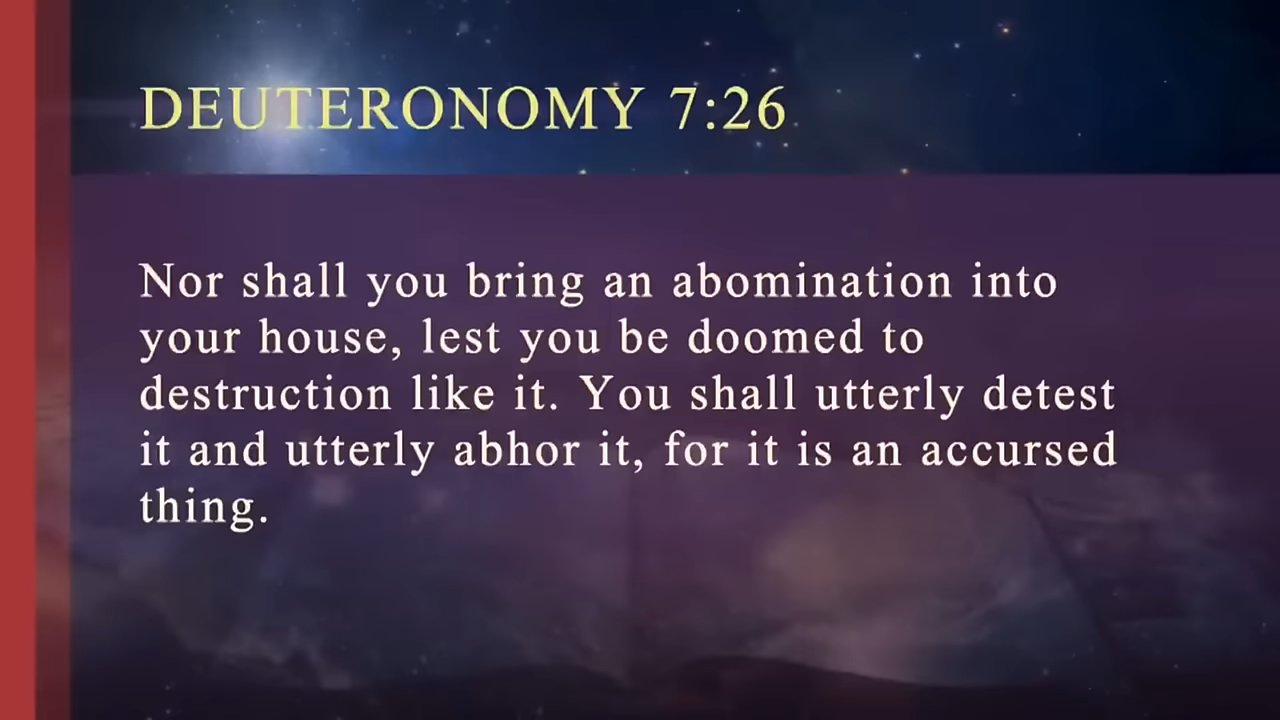 DEUTERONOMY 7:26
Nor shall you bring an abomination into
your house, lest you be doomed to
destruction like it. You shall utterly detest
it and utterly abhor it, for it is an accursed
thing.